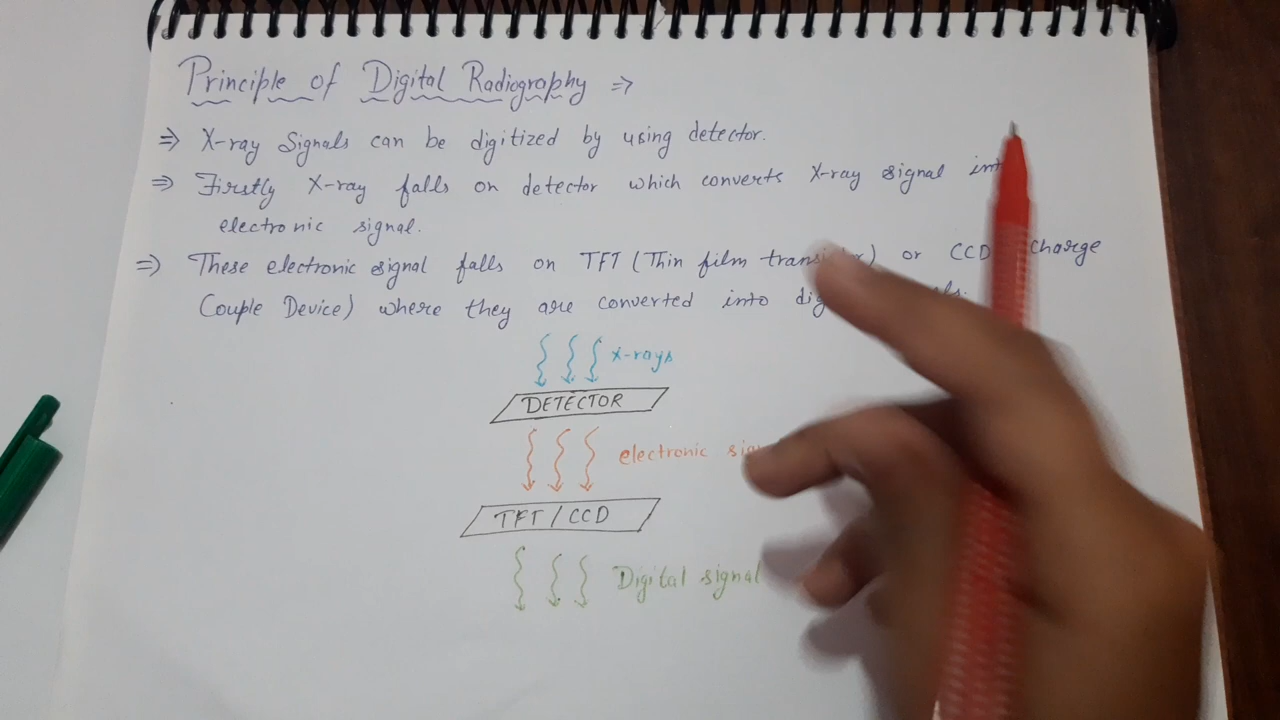 Principle of Digital Radiography ⇒
⇒ X-ray Signals can be digitized by using detector.
⇒ Firstly X-ray falls on detector which converts X-ray signal
electronic signal.
⇒ These electronic signal falls on TFT (Thin film or CCD charge
Couple Device) where they are converted into
X-rays
DETECTOR
electronic
TFT / CCD
Digital signal